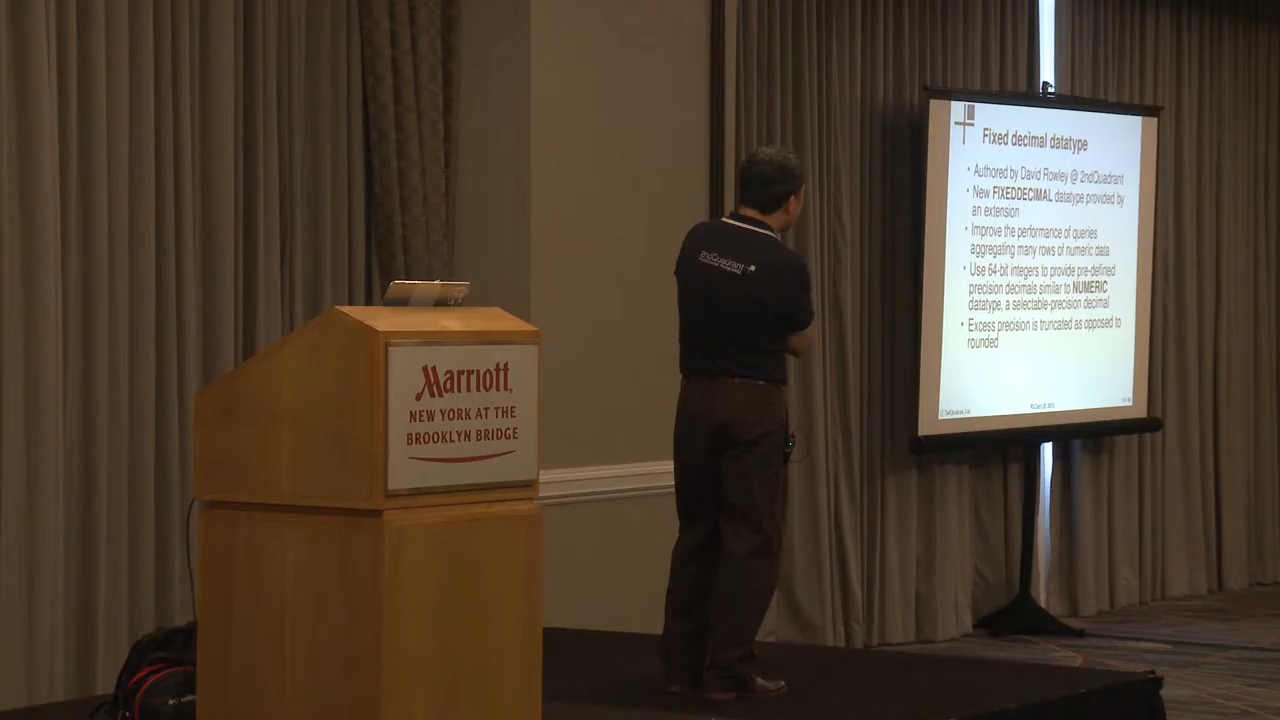 Marriott
NEW YORK AT THE
BROOKLYN BRIDGE
2ndQuadrant
Fixed decimal datatype
• Authored by David Rowley @ 2ndQuadrant
• New FIXEDDECIMAL datatype provided by
an extension
• Improve the performance of queries
aggregating many rows of numeric data
• Use 64-bit integers to provide pre-defined
precision decimals similar to NUMERIC
datatype, a selectable-precision decimal
• Excess precision is truncated as opposed to
rounded